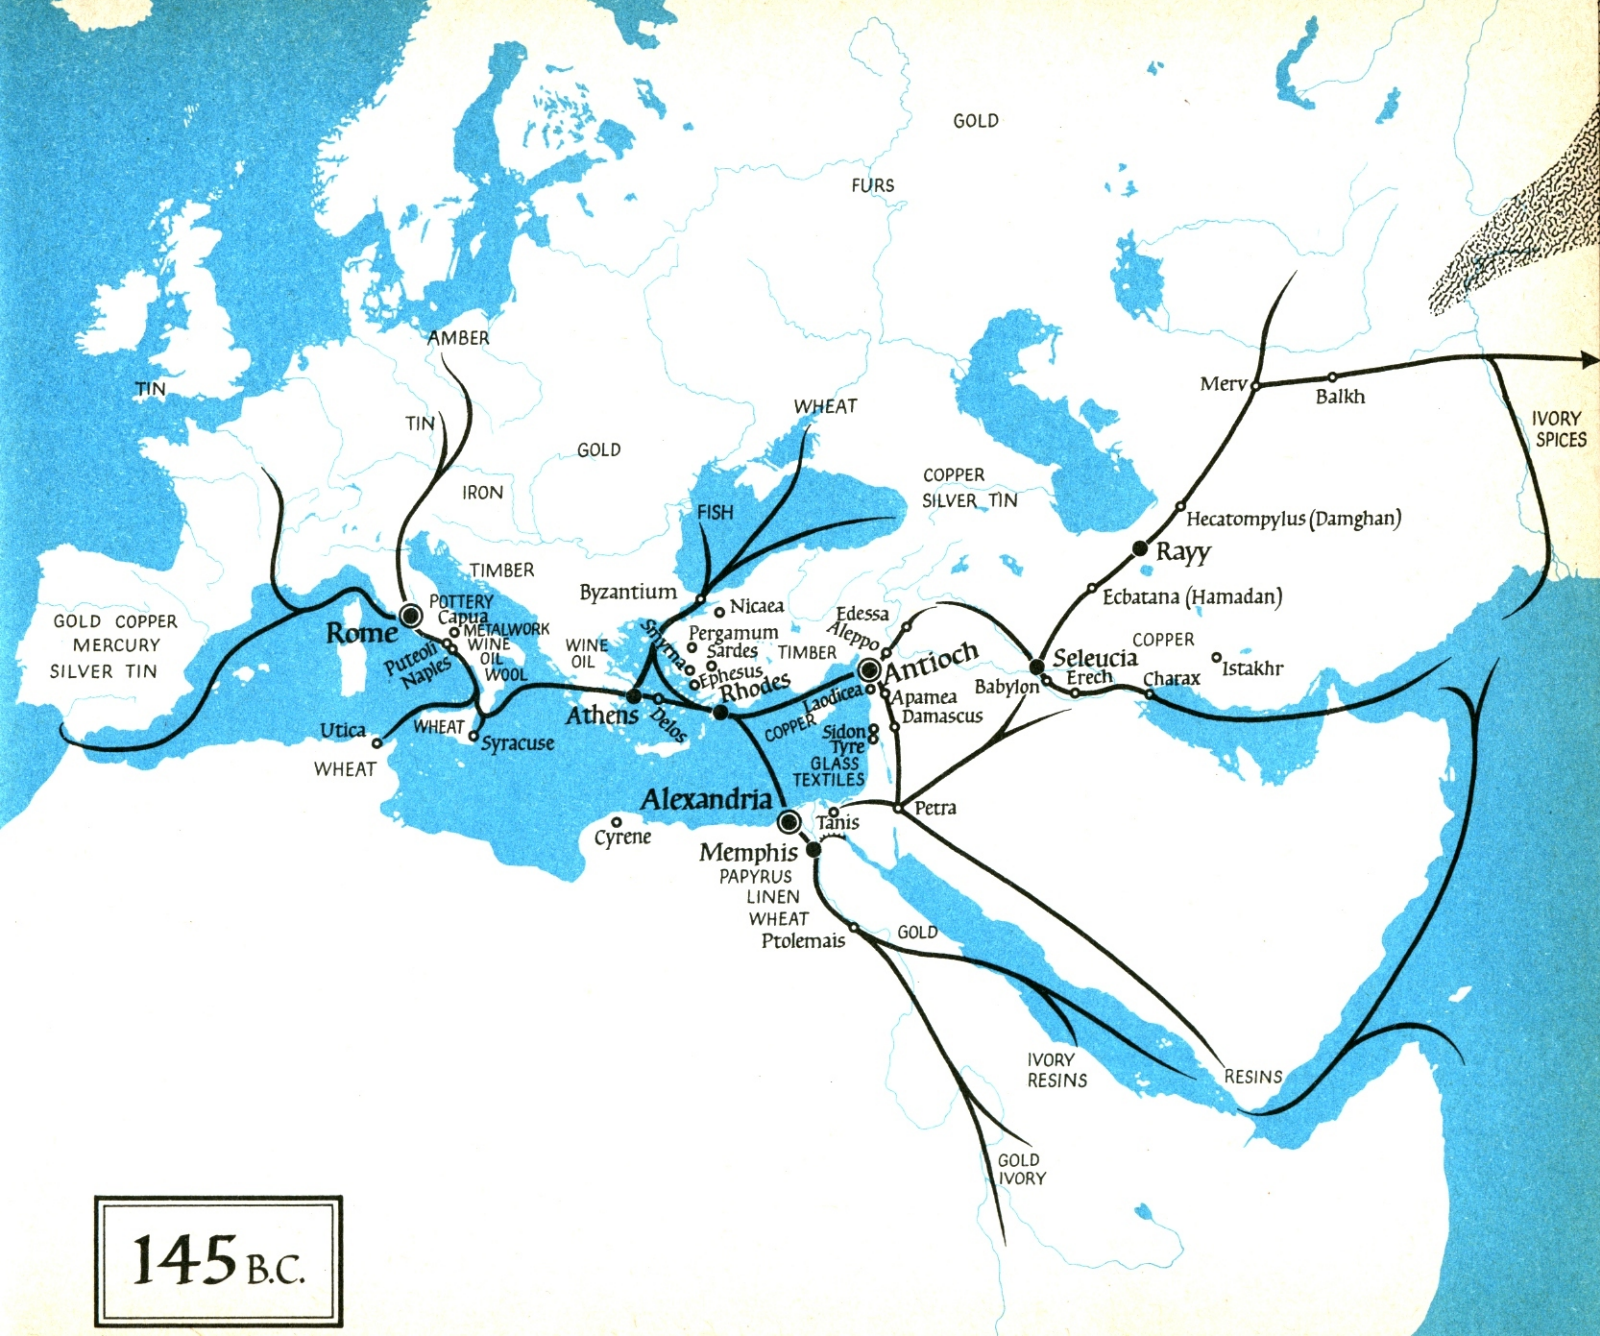 GOLD
FURS
AMBER
TIN
TIN
WHEAT
GOLD
Merv
Balkh
IVORY
SPICES
COPPER
SILVER TIN
IRON
FISH
Hecatompylus (Damghan)
Rayy
TIMBER
Byzantium
Nicaea
Ecbatana (Hamadan)
GOLD COPPER
MERCURY
SILVER TIN
POTTERY
Capua
METALWORK
Rome
WINE
OIL
WOOL
Puteoli
Naples
WINE
OIL
Smyrna
Pergamum
Sardes
Ephesus
TIMBER
Edessa
Aleppo
Antioch
Seleucia
COPPER
Istakhr
Babylon
Erech
Charax
Rhodes
Laodicea
Apamea
Damascus
Athens
Delos
COPPER
Utica
WHEAT
Syracuse
WHEAT
Sidon
Tyre
GLASS
TEXTILES
Alexandria
Tanis
Petra
Cyrene
Memphis
PAPYRUS
LINEN
WHEAT
Ptolemais
GOLD
IVORY
RESINS
RESINS
GOLD
IVORY
145 B.C.